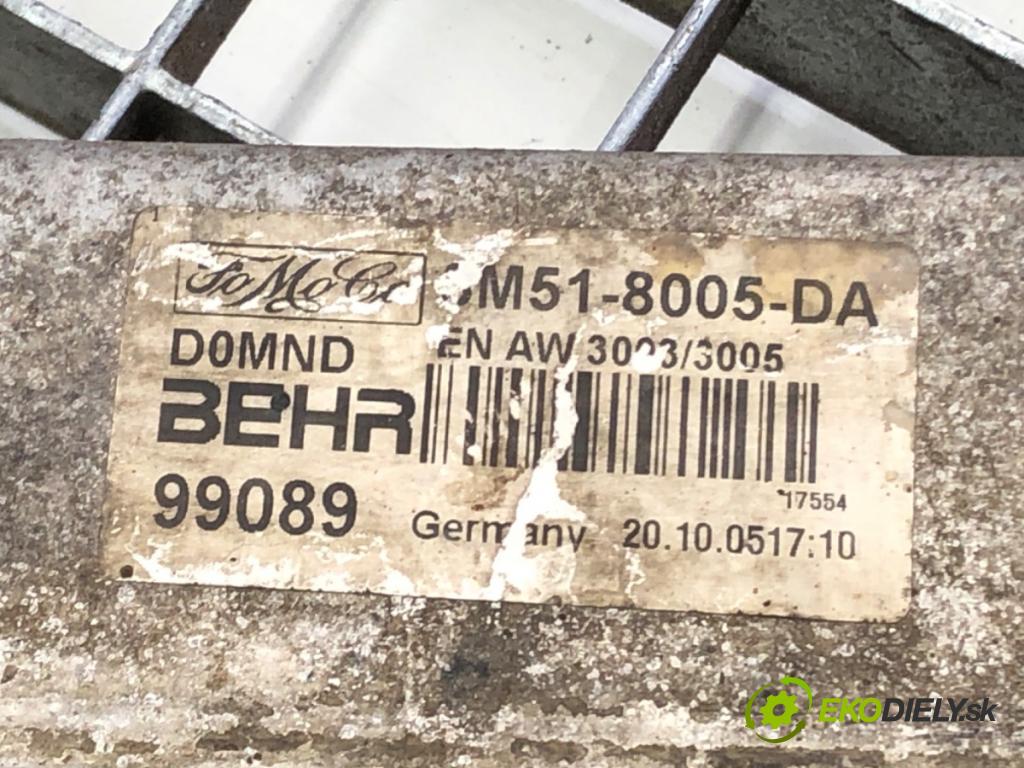 FoMoCo
M51-8005-DA
D0MND
EN AW 3003/3005
BEHR
17554
99089
Germany 20.10.0517:10
EKODIELY.sk